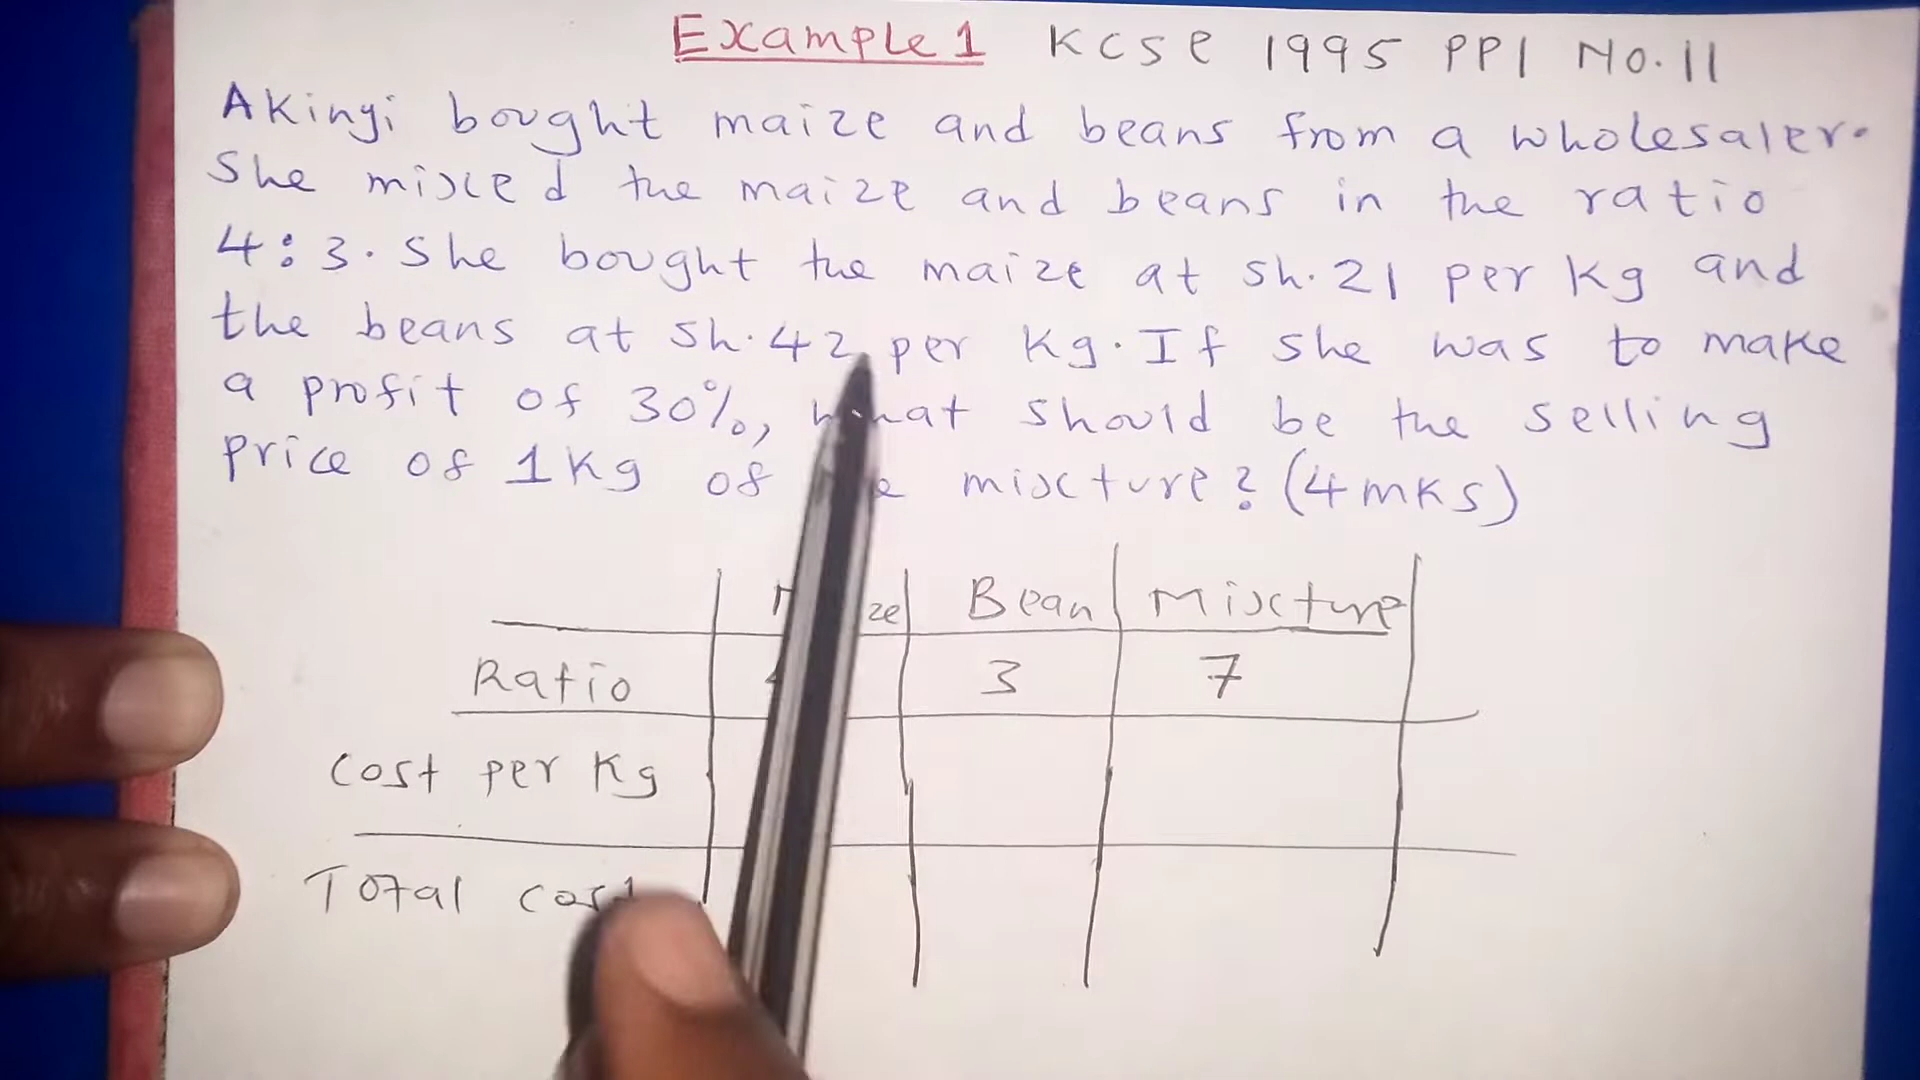 Example 1 KCSE 1995 PP1 No. 11
Akinyi bought maize and beans from a wholesaler.
She mixed the maize and beans in the ratio
4:3. She bought the maize at sh. 21 per kg and
the beans at sh. 42 per kg. If she was to make
a profit of 30%, what should be the selling
price of 1kg of mixture? (4mks)
Bean Mixture
Ratio 3 7
Cost per kg
Total cost